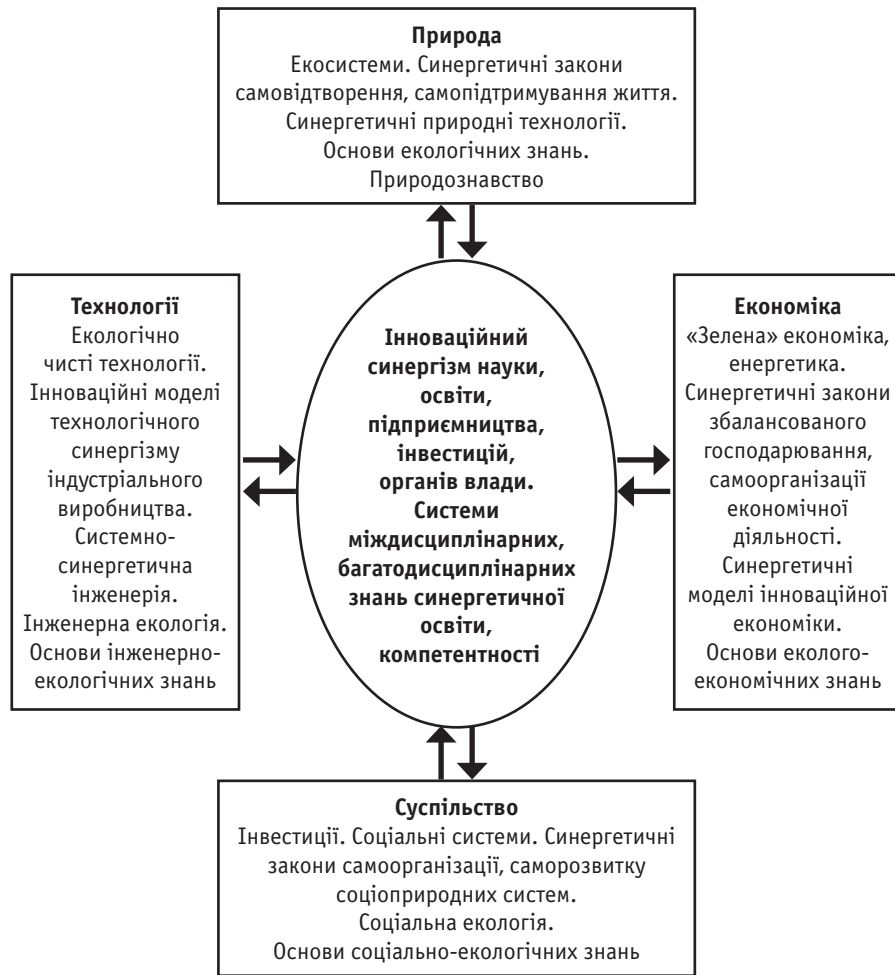 Природа
Екосистеми. Синергетичні закони
самовідтворення, самопідтримування життя.
Синергетичні природні технології.
Основи екологічних знань.
Природознавство
Технології
Екологічно
чисті технології.
Інноваційні моделі
технологічного
синергізму
індустріального
виробництва.
Системно-
синергетична
інженерія.
Інженерна екологія.
Основи інженерно-
екологічних знань
Інноваційний
синергізм науки,
освіти,
підприємництва,
інвестицій,
органів влади.
Системи
міждисциплінарних,
багатодисциплінарних
знань синергетичної
освіти,
компетентності
Економіка
«Зелена» економіка,
енергетика.
Синергетичні закони
збалансованого
господарювання,
самоорганізації
економічної
діяльності.
Синергетичні
моделі інноваційної
економіки.
Основи еколого-
економічних знань
Суспільство
Інвестиції. Соціальні системи. Синергетичні
закони самоорганізації, саморозвитку
соціоприродних систем.
Соціальна екологія.
Основи соціально-екологічних знань